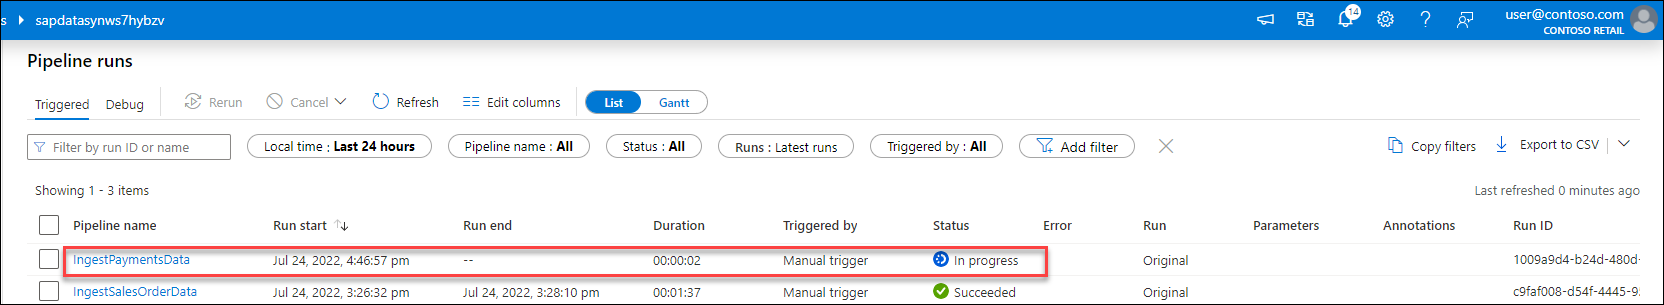 s sapdatasynws7hybzv 14 user@contoso.com
CONTOSO RETAIL
Pipeline runs
Triggered Debug Rerun Cancel Refresh Edit columns List Gantt
Filter by run ID or name Local time : Last 24 hours Pipeline name : All Status : All Runs : Latest runs Triggered by : All Add filter Copy filters Export to CSV
Showing 1 - 3 items Last refreshed 0 minutes ago
Pipeline name Run start Run end Duration Triggered by Status Error Run Parameters Annotations Run ID
IngestPaymentsData Jul 24, 2022, 4:46:57 pm -- 00:00:02 Manual trigger In progress Original 1009a9d4-b24d-480d-
IngestSalesOrderData Jul 24, 2022, 3:26:32 pm Jul 24, 2022, 3:28:10 pm 00:01:37 Manual trigger Succeeded Original c9faf008-d54f-4445-95